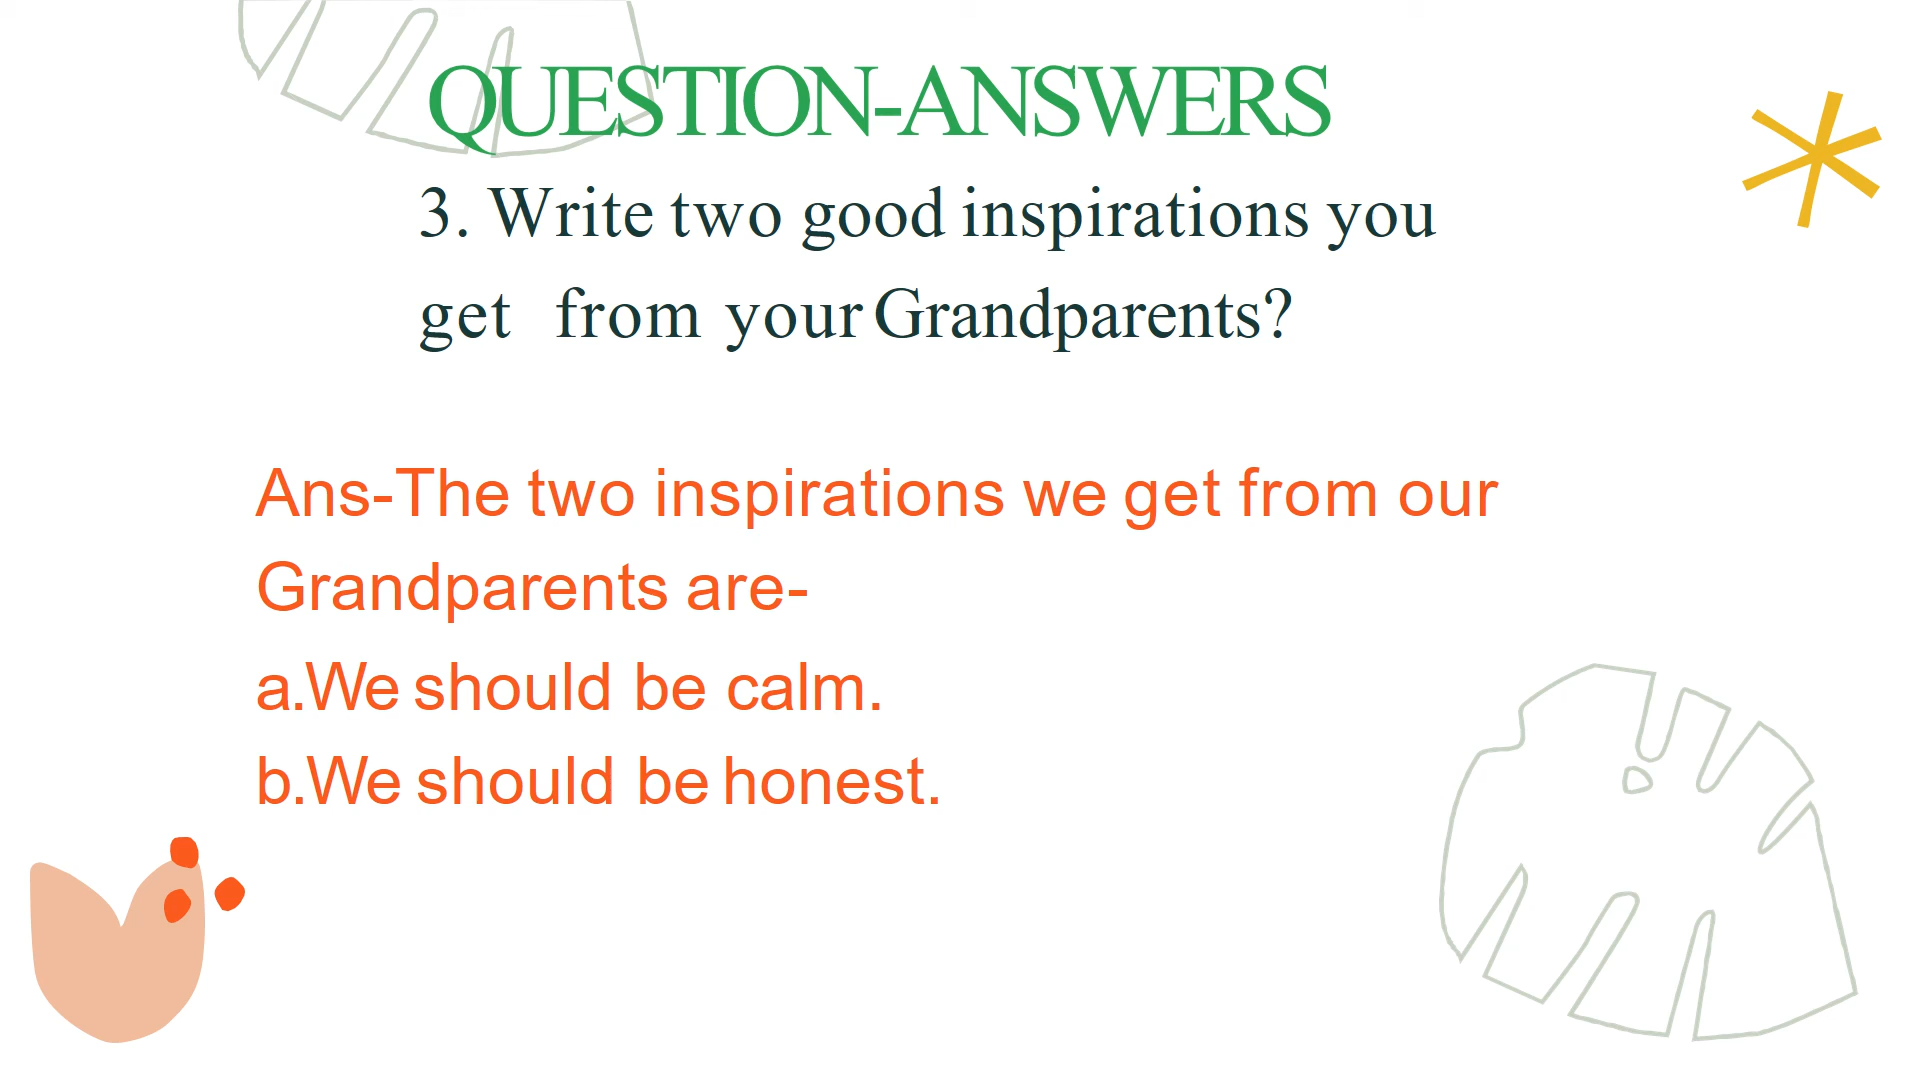 QUESTION-ANSWERS
3. Write two good inspirations you
get from your Grandparents?
Ans-The two inspirations we get from our
Grandparents are-
a.We should be calm.
b.We should be honest.